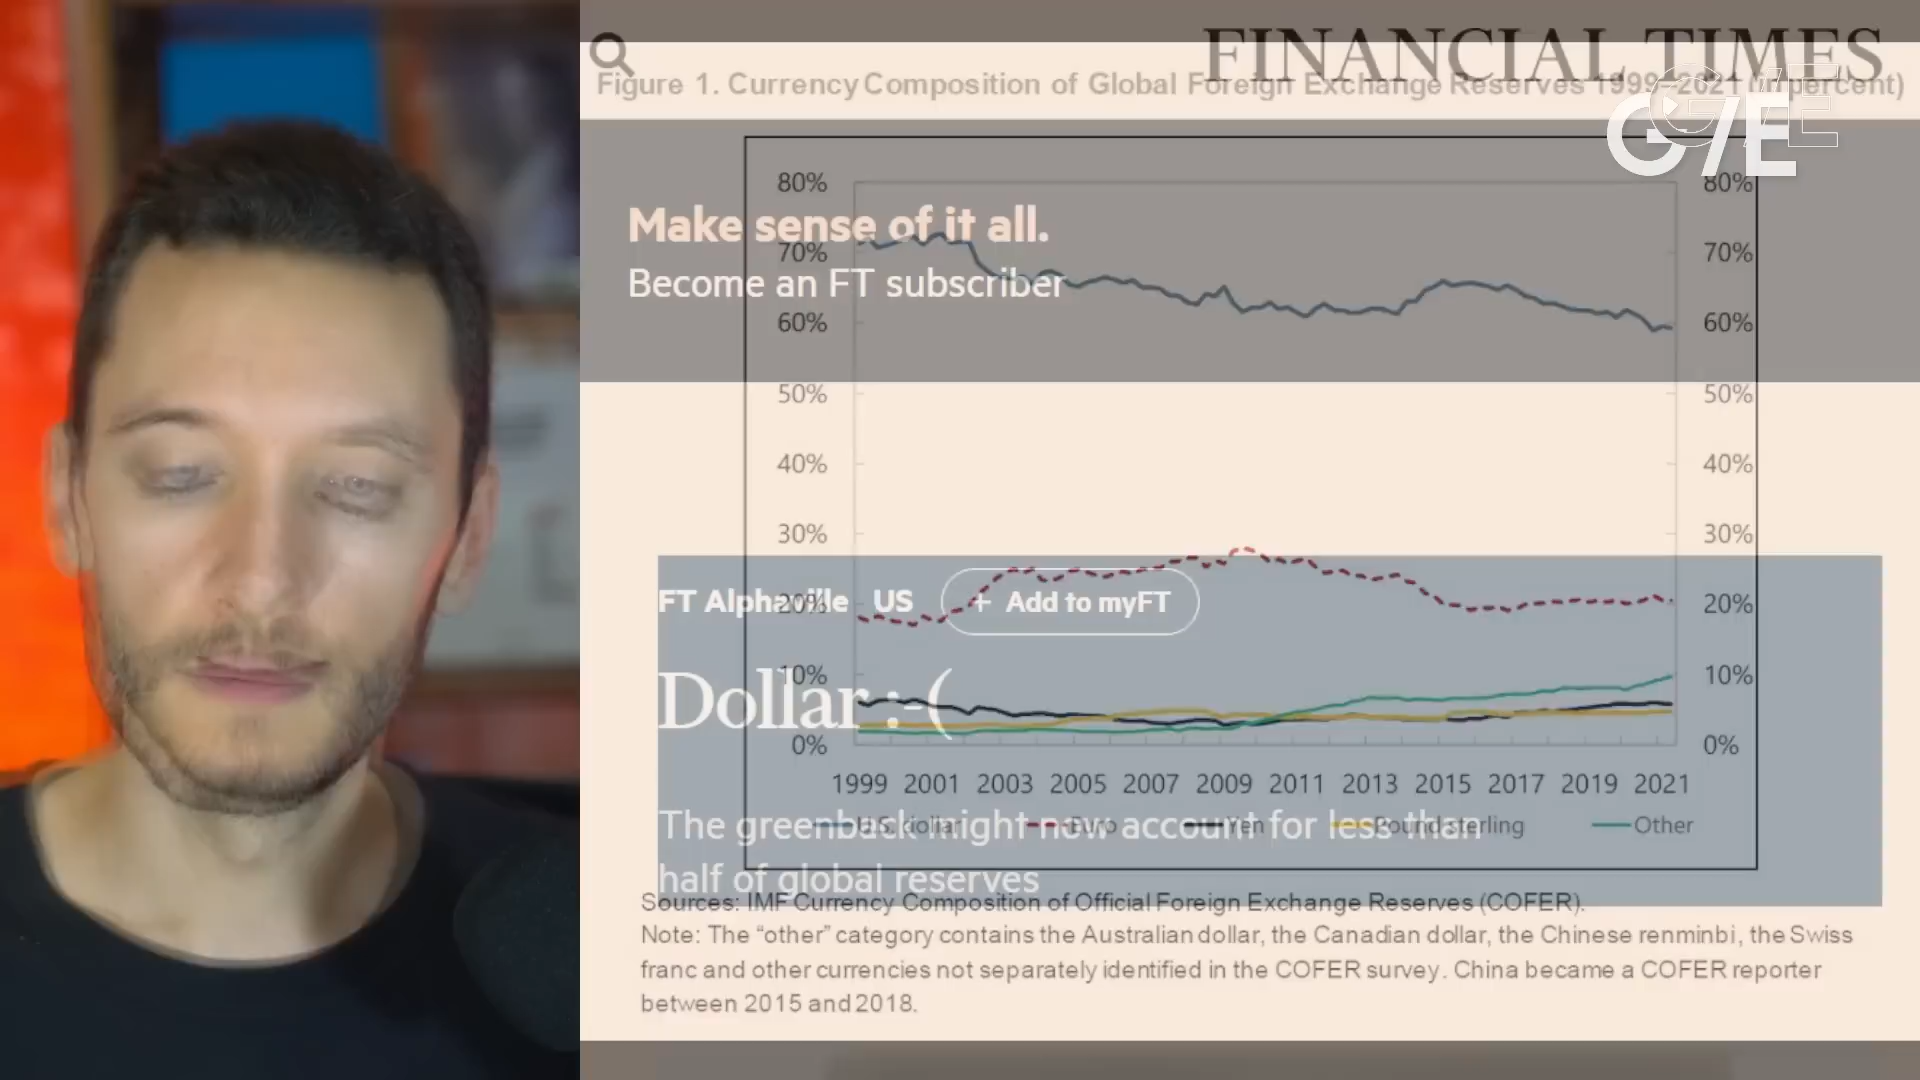 FINANCIAL TIMES
Figure 1. Currency Composition of Global Foreign Exchange Reserves 1999-2021 (in percent)
G/E
80% 80%
Make sense of it all.
70% 70%
Become an FT subscriber
60% 60%
50% 50%
40% 40%
30% 30%
FT Alphaville US + Add to myFT
20% 20%
10% 10%
Dollar :-(
0% 0%
1999 2001 2003 2005 2007 2009 2011 2013 2015 2017 2019 2021
U.S. dollar Euro Yen Pound sterling Other
The greenback might now account for less than
half of global reserves
Sources: IMF Currency Composition of Official Foreign Exchange Reserves (COFER).
Note: The “other” category contains the Australian dollar, the Canadian dollar, the Chinese renminbi, the Swiss
franc and other currencies not separately identified in the COFER survey. China became a COFER reporter
between 2015 and 2018.